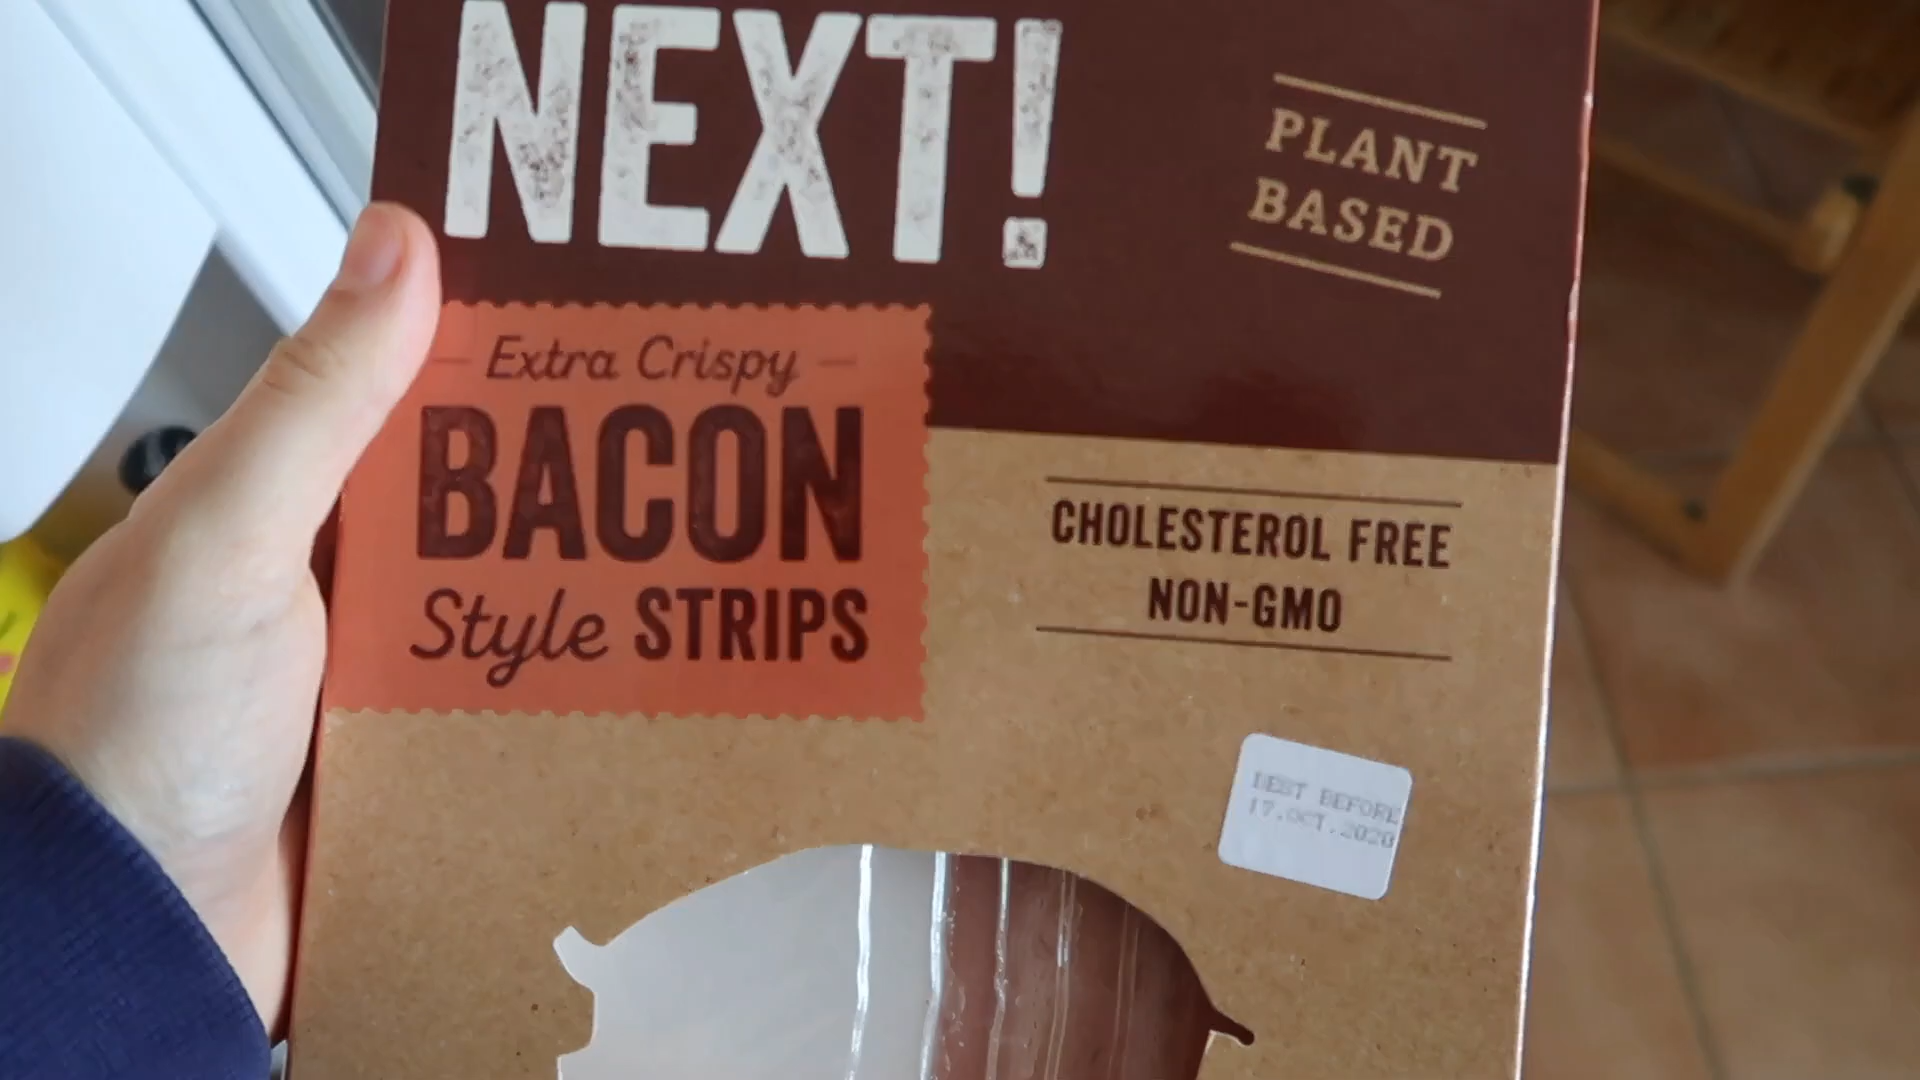 NEXT!
PLANT
BASED
Extra Crispy
BACON
Style STRIPS
CHOLESTEROL FREE
NON-GMO
BEST BEFORE
17.OCT.2020